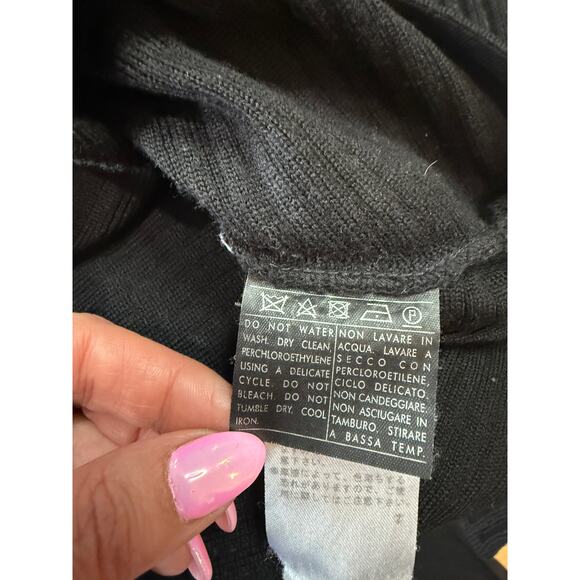 P
DO NOT WATER
WASH. DRY CLEAN
PERCHLOROETHYLENE
USING A DELICATE
CYCLE. DO NOT
BLEACH. DO NOT
TUMBLE DRY. COOL
IRON.
NON LAVARE IN
ACQUA. LAVARE A
SECCO CON
PERCLOROETILENE,
CICLO DELICATO.
NON CANDEGGIARE.
NON ASCIUGARE IN
TAMBURO. STIRARE
A BASSA TEMP.